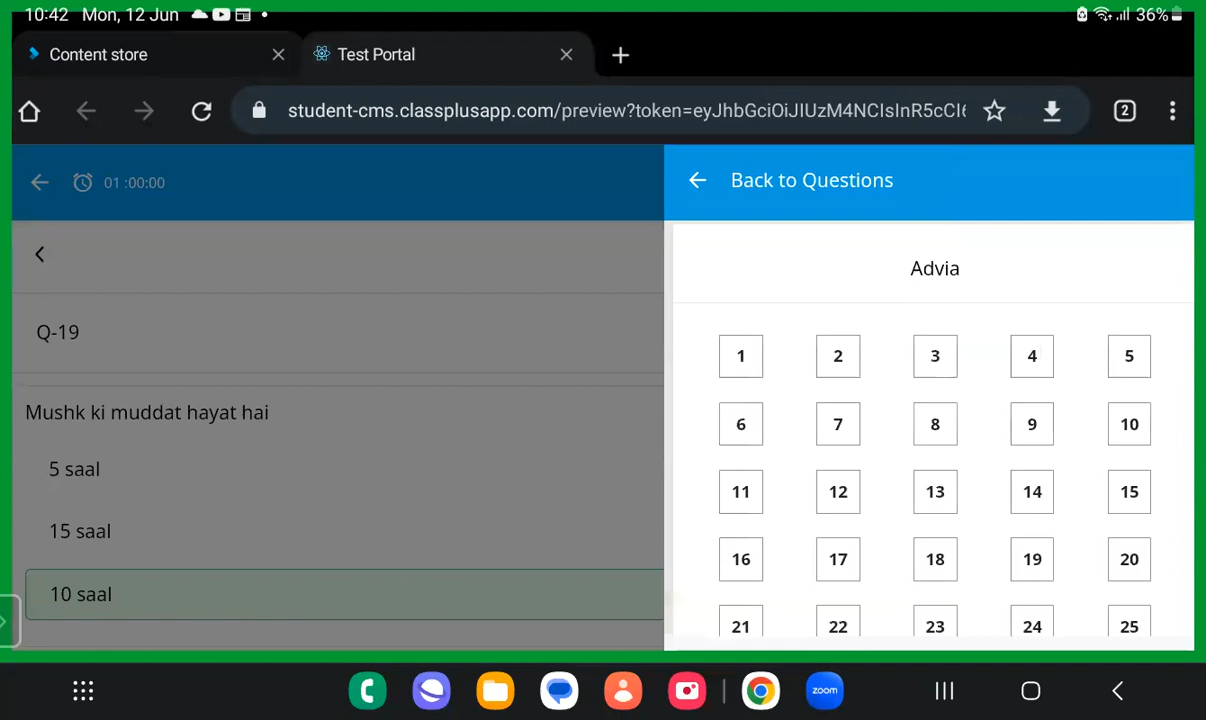 10:42 Mon, 12 Jun
36%
Content store
Test Portal
student-cms.classplusapp.com/preview?token=eyJhbGciOiJIUzM4NCIsInR5cCI6
2
01 :00:00
Back to Questions
Advia
Q-19
Mushk ki muddat hayat hai
5 saal
15 saal
10 saal
1 2 3 4 5
6 7 8 9 10
11 12 13 14 15
16 17 18 19 20
21 22 23 24 25
zoom